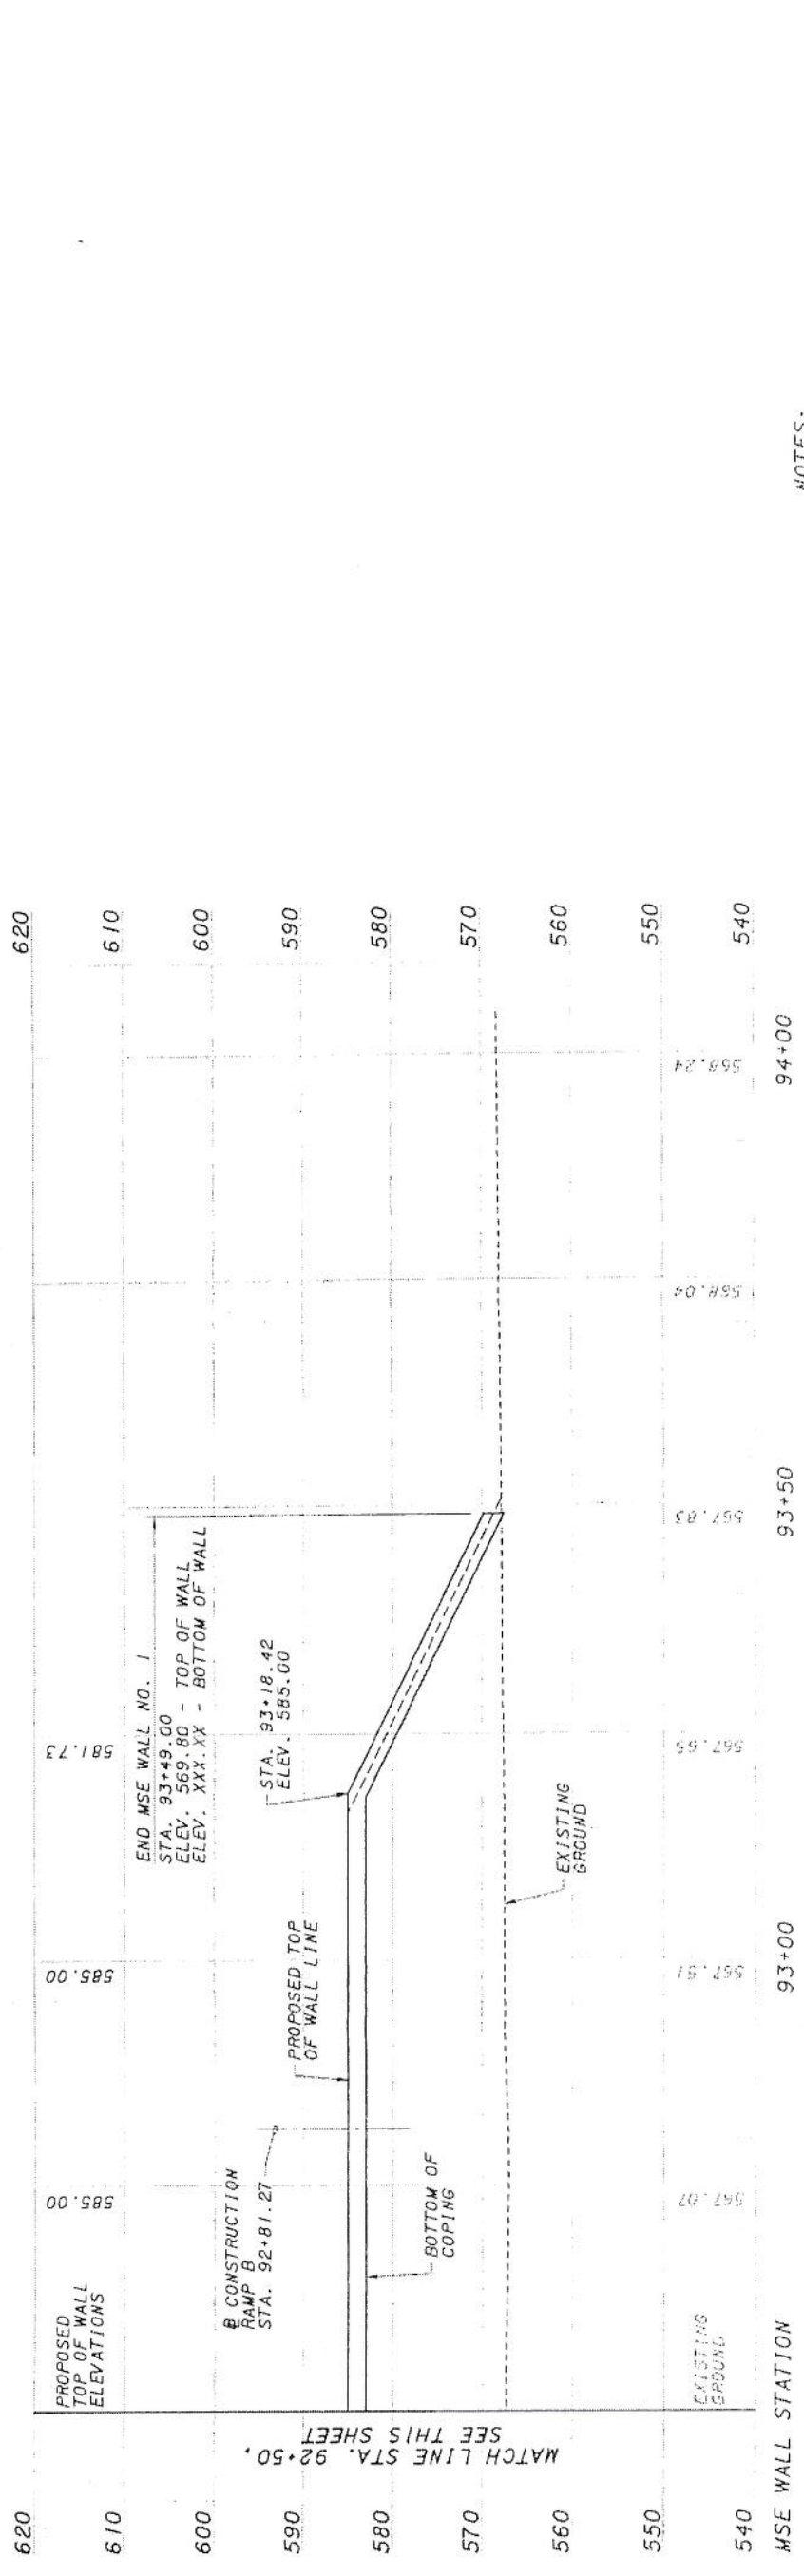 620
610
600
590
580
570
560
550
540
MATCH LINE STA. 92+50,
SEE THIS SHEET
PROPOSED
TOP OF WALL
ELEVATIONS
585.00
585.00
581.73
END MSE WALL NO. 1
STA. 93+49.00
ELEV. 569.80 - TOP OF WALL
ELEV. XXX.XX - BOTTOM OF WALL
STA. 93+18.42
ELEV. 585.00
PROPOSED TOP
OF WALL LINE
CONSTRUCTION
RAMP B
STA. 92+81.27
BOTTOM OF
COPING
EXISTING
GROUND
EXISTING
GROUND
567.07
567.51
567.65
567.83
568.04
568.24
620
610
600
590
580
570
560
550
540
MSE WALL STATION
93+00
93+50
94+00
NOTES: